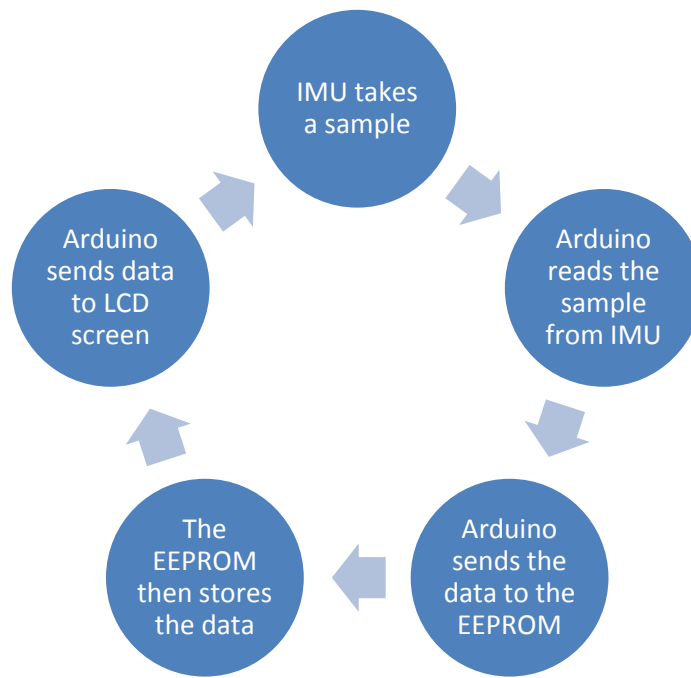 IMU takes
a sample
Arduino
reads the
sample
from IMU
Arduino
sends the
data to the
EEPROM
The
EEPROM
then stores
the data
Arduino
sends data
to LCD
screen